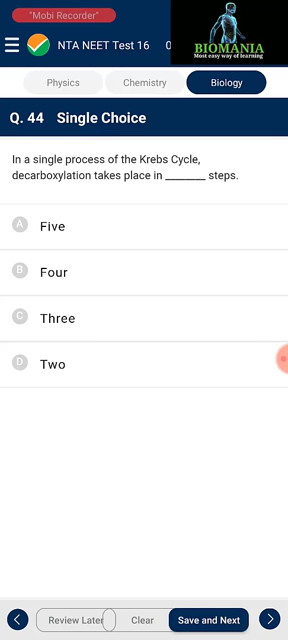 "Mobi Recorder"
NTA NEET Test 16
0
BIOMANIA
Most easy way of learning
Physics
Chemistry
Biology
Q. 44 Single Choice
In a single process of the Krebs Cycle,
decarboxylation takes place in ________ steps.
A Five
B Four
C Three
D Two
Review Later
Clear
Save and Next